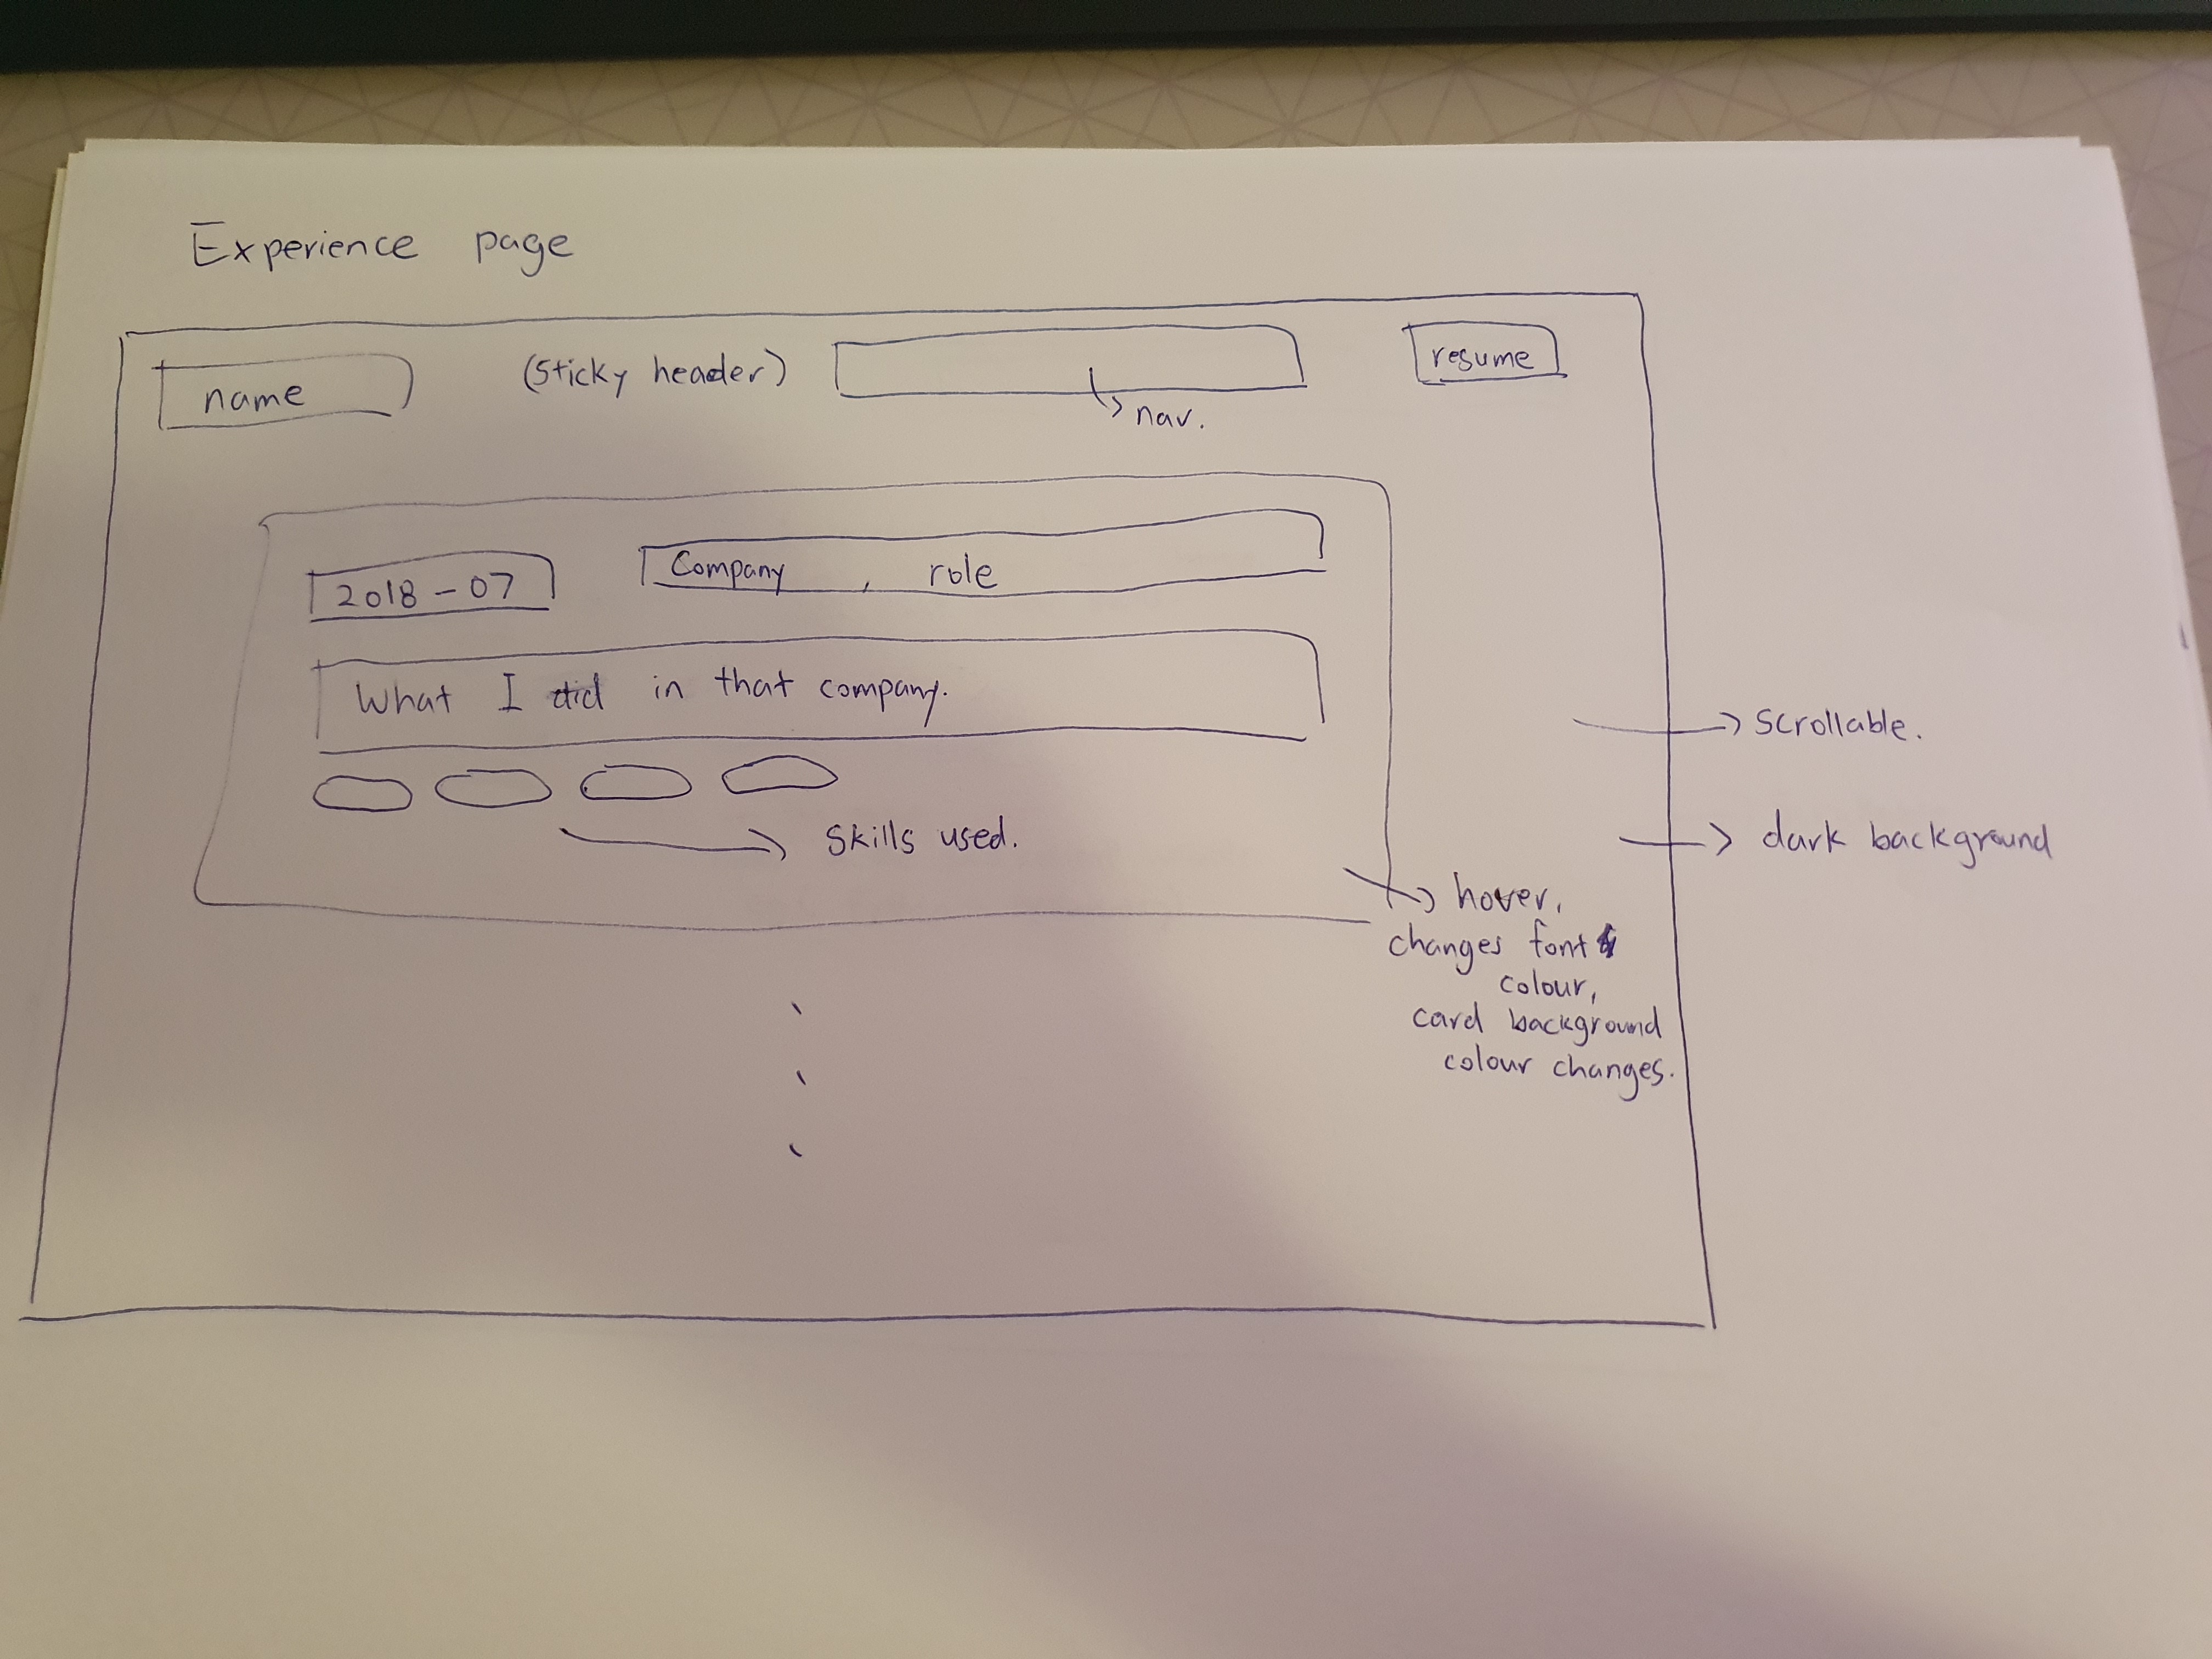 Experience page
name
(Sticky header)
nav.
resume
2018 - 07
Company, role
What I did in that company.
Skills used.
scrollable.
dark background
hover,
changes font
colour,
card background
colour changes.